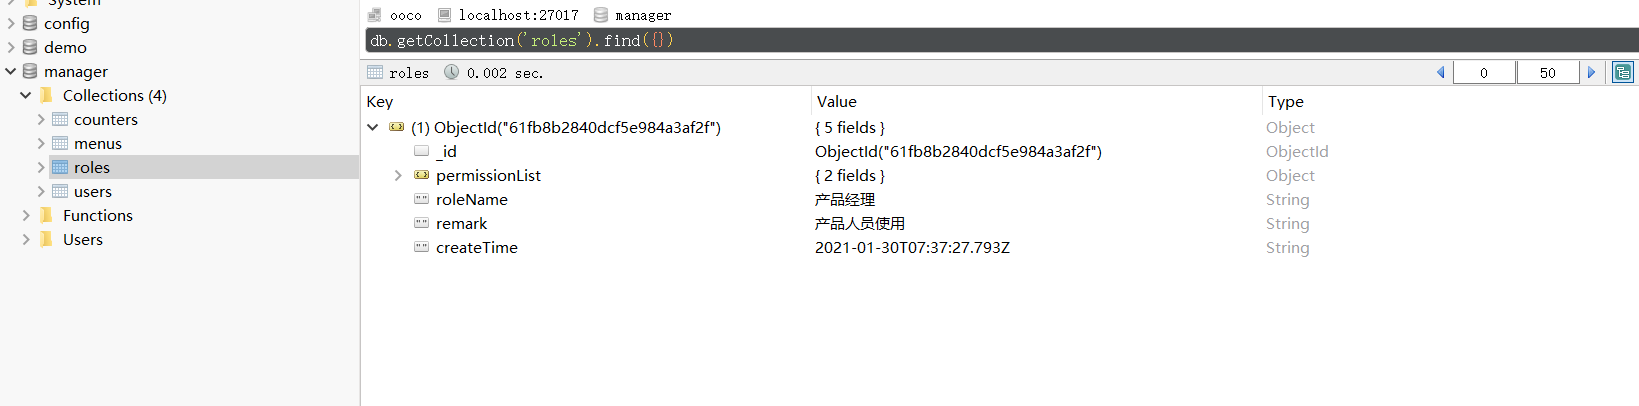 System
config
demo
manager
Collections (4)
counters
menus
roles
users
Functions
Users
ooco localhost:27017 manager
db.getCollection('roles').find({})
roles 0.002 sec. 0 50
Key Value Type
(1) ObjectId("61fb8b2840dcf5e984a3af2f") { 5 fields } Object
_id ObjectId("61fb8b2840dcf5e984a3af2f") ObjectId
permissionList { 2 fields } Object
roleName 产品经理 String
remark 产品人员使用 String
createTime 2021-01-30T07:37:27.793Z String